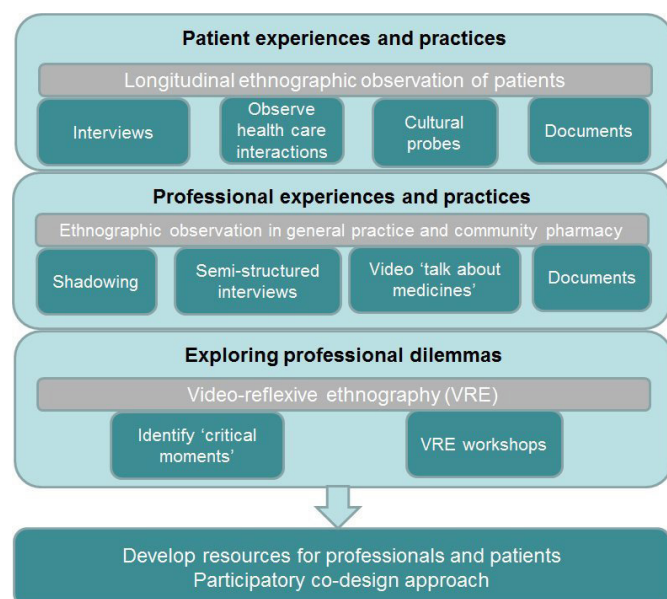 Patient experiences and practices
Longitudinal ethnographic observation of patients
Interviews
Observe
health care
interactions
Cultural
probes
Documents
Professional experiences and practices
Ethnographic observation in general practice and community pharmacy
Shadowing
Semi-structured
interviews
Video ‘talk about
medicines’
Documents
Exploring professional dilemmas
Video-reflexive ethnography (VRE)
Identify ‘critical
moments’
VRE workshops
Develop resources for professionals and patients
Participatory co-design approach